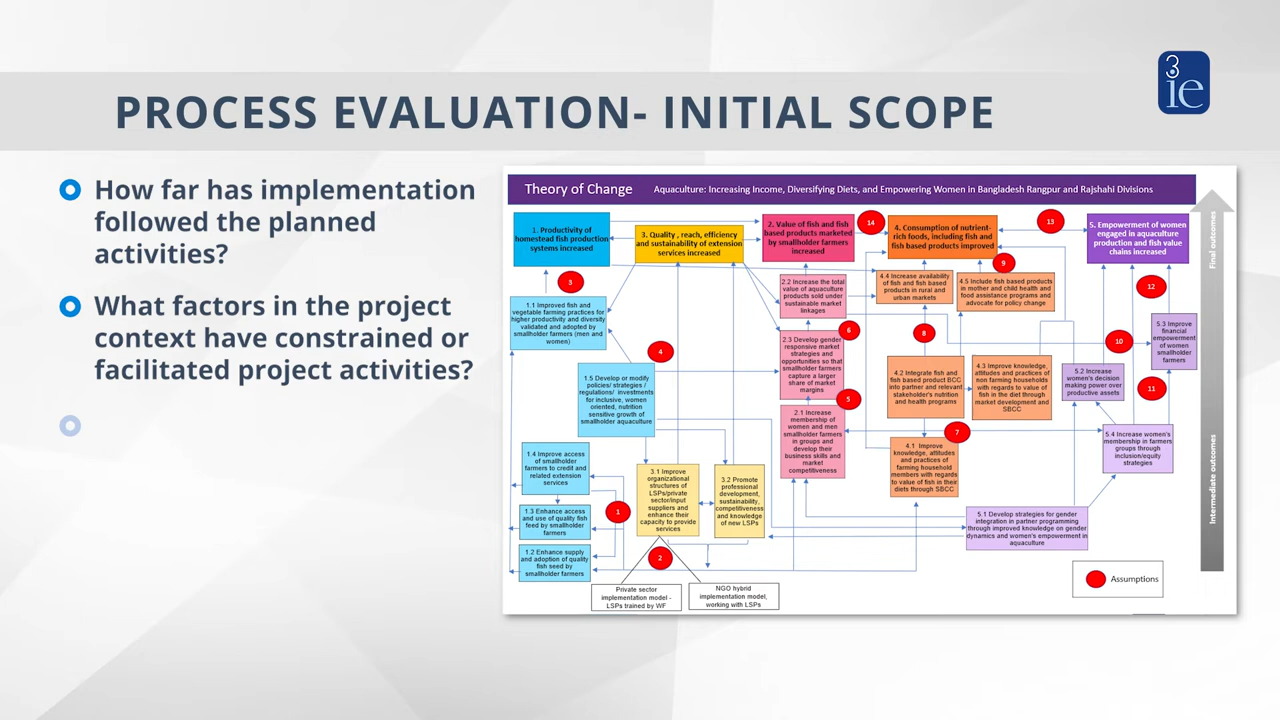 PROCESS EVALUATION- INITIAL SCOPE
3
ie
How far has implementation
followed the planned
activities?
What factors in the project
context have constrained or
facilitated project activities?
Theory of Change
Aquaculture: Increasing Income, Diversifying Diets, and Empowering Women in Bangladesh Rangpur and Rajshahi Divisions
1. Productivity of
homestead fish production
systems increased
3. Quality , reach, efficiency
and sustainability of extension
services increased
2. Value of fish and fish
based products marketed
by smallholder farmers
increased
14
4. Consumption of nutrient-
rich foods, including fish and
fish based products improved
13
5. Empowerment of women
engaged in aquaculture
production and fish value
chains increased
Final outcomes
3
9
12
1.1 Improved fish and
vegetable farming practices for
higher productivity and diversity
validated and adopted by
smallholder farmers (men and
women)
2.2 Increase the total
value of aquaculture
products sold under
sustainable market
linkages
4.4 Increase availability
of fish and fish based
products in rural and
urban markets
4.5 Include fish based products
in mother and child health and
food assistance programs and
advocate for policy change
6
8
10
4
2.3 Develop gender
responsive market
strategies and
opportunities so that
smallholder farmers
capture a larger
share of market
margins
5.3 Improve
financial
empowerment
of women
smallholder
farmers
1.5 Develop or modify
policies/ strategies /
regulations/ investments
for inclusive, women
oriented, nutrition
sensitive growth of
smallholder aquaculture
4.2 Integrate fish and
fish based product BCC
into partner and relevant
stakeholder's nutrition
and health programs
4.3 Improve knowledge,
attitudes and practices of
non farming households
with regards to value of
fish in the diet through
market development and
SBCC
5.2 Increase
women's decision
making power over
productive assets
11
5
2.1 Increase
membership of
women and men
smallholder farmers
in groups and
develop their
business skills and
market
competitiveness
7
4.1 Improve
knowledge, attitudes
and practices of
farming household
members with regards
to value of fish in their
diets through SBCC
5.4 Increase women's
membership in farmers
groups through
inclusion/equity
strategies
Intermediate outcomes
1.4 Improve access
of smallholder
farmers to credit and
related extension
services
3.1 Improve
organizational
structures of
LSPs/private
sector/input
suppliers and
enhance their
capacity to provide
services
3.2 Promote
professional
development,
sustainability,
competitiveness
and knowledge
of new LSPs
1
1.3 Enhance access
and use of quality fish
feed by smallholder
farmers
5.1 Develop strategies for gender
integration in partner programming
through improved knowledge on gender
dynamics and women's empowerment in
aquaculture
1.2 Enhance supply
and adoption of quality
fish seed by
smallholder farmers
2
Private sector
implementation model -
LSPs trained by WF
NGO hybrid
implementation model,
working with LSPs
Assumptions